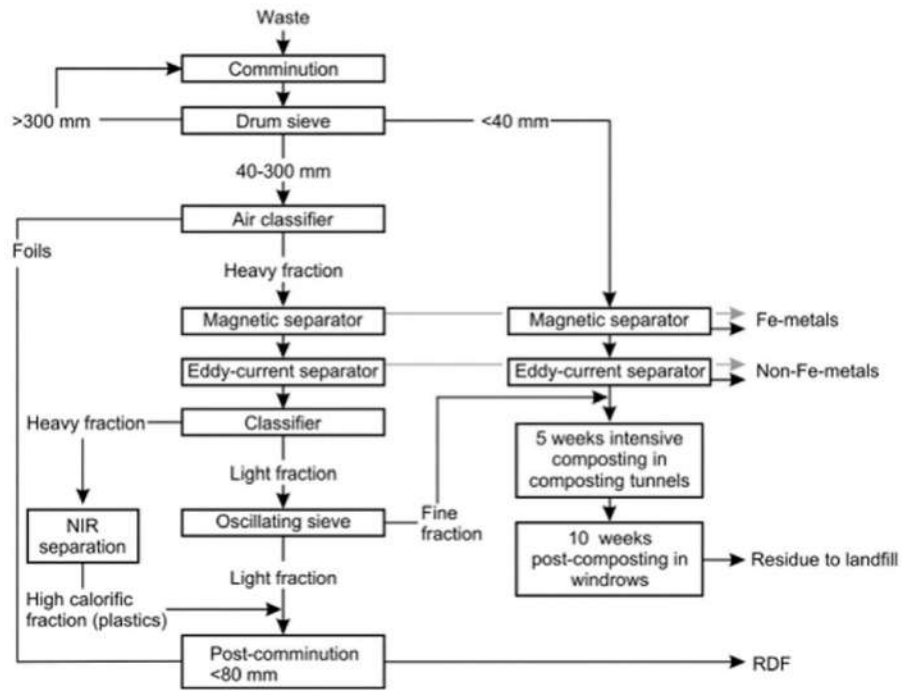 Waste
Comminution
>300 mm
Drum sieve
<40 mm
40-300 mm
Air classifier
Foils
Heavy fraction
Magnetic separator
Magnetic separator
Fe-metals
Eddy-current separator
Eddy-current separator
Non-Fe-metals
Heavy fraction
Classifier
5 weeks intensive
composting in
composting tunnels
Light fraction
Oscillating sieve
Fine
fraction
NIR
separation
10 weeks
post-composting in
windrows
Residue to landfill
Light fraction
High calorific
fraction (plastics)
Post-comminution
<80 mm
RDF